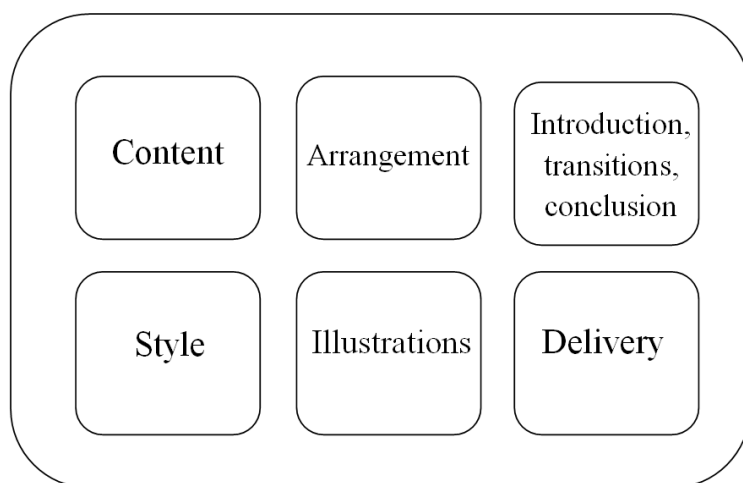 Content
Arrangement
Introduction,
transitions,
conclusion
Style
Illustrations
Delivery